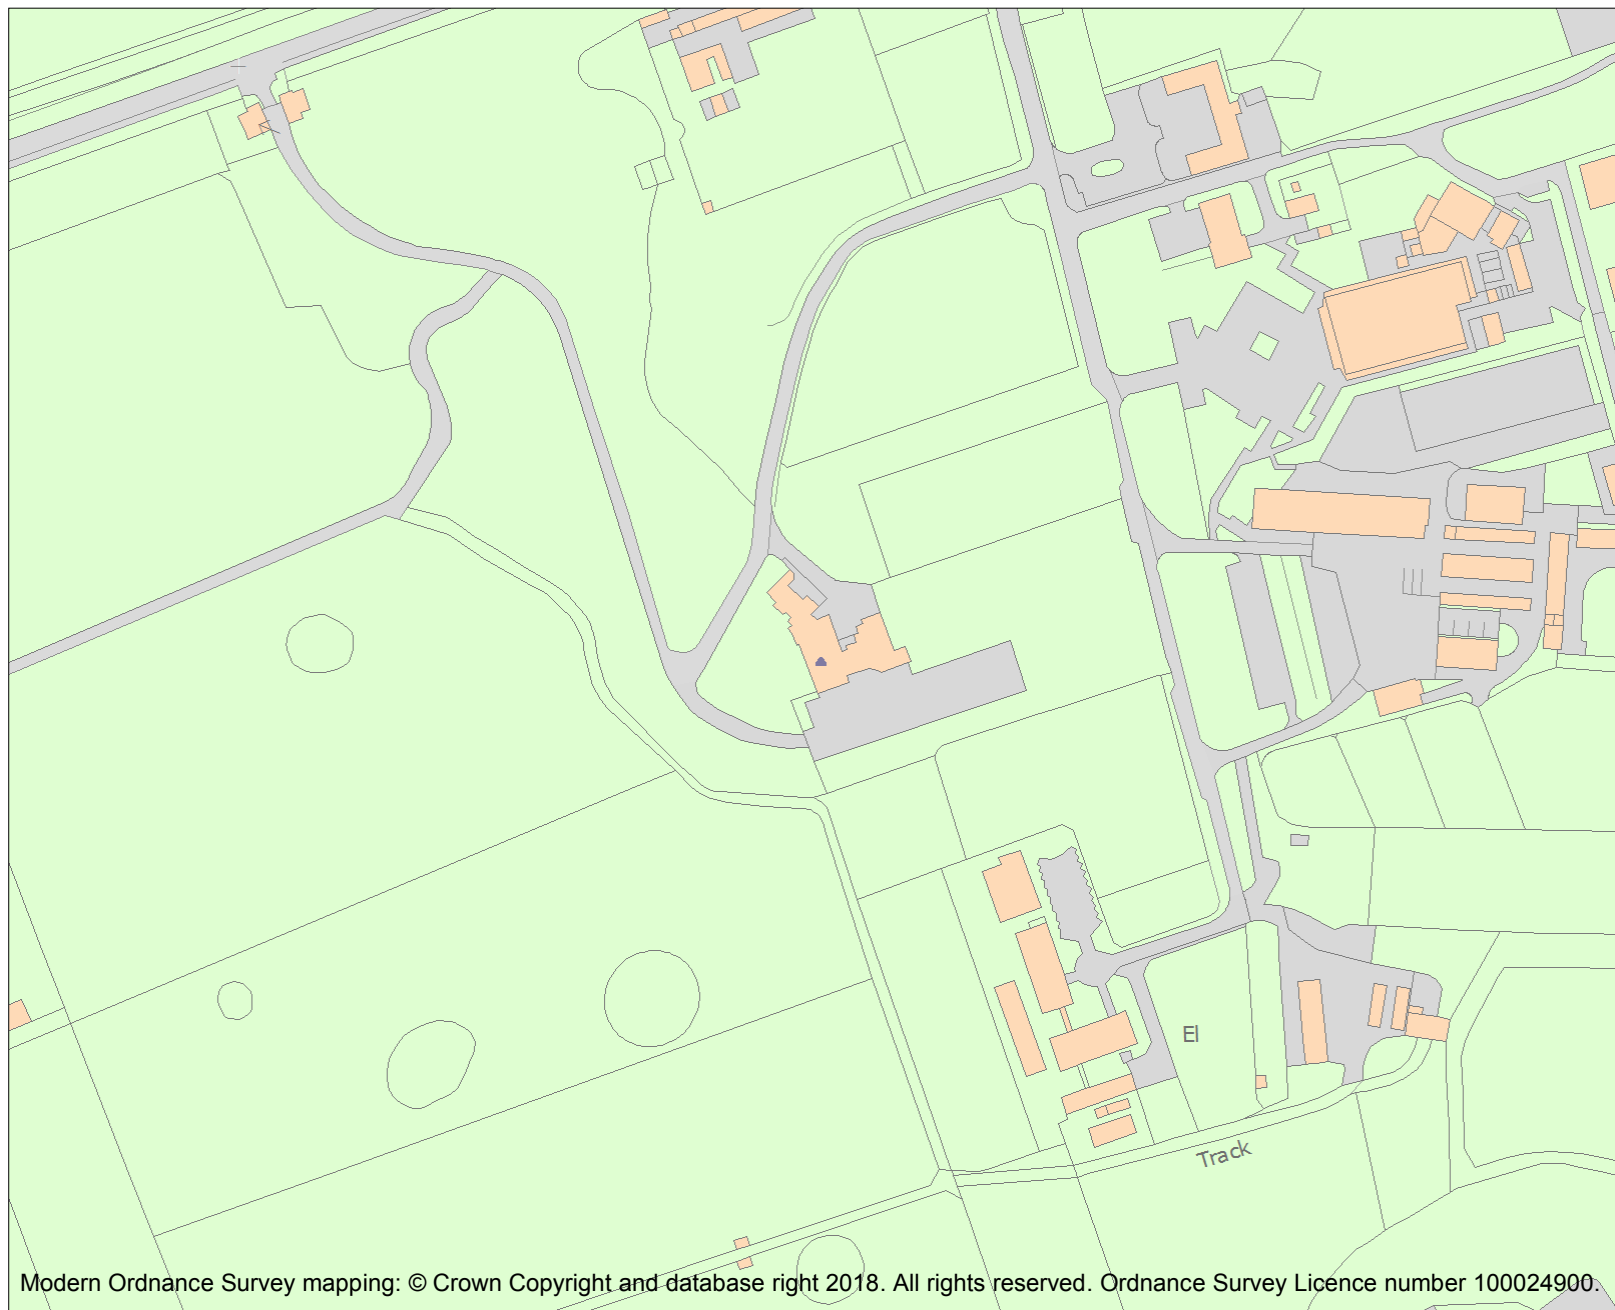 El
Track
Modern Ordnance Survey mapping: © Crown Copyright and database right 2018. All rights reserved. Ordnance Survey Licence number 100024900.